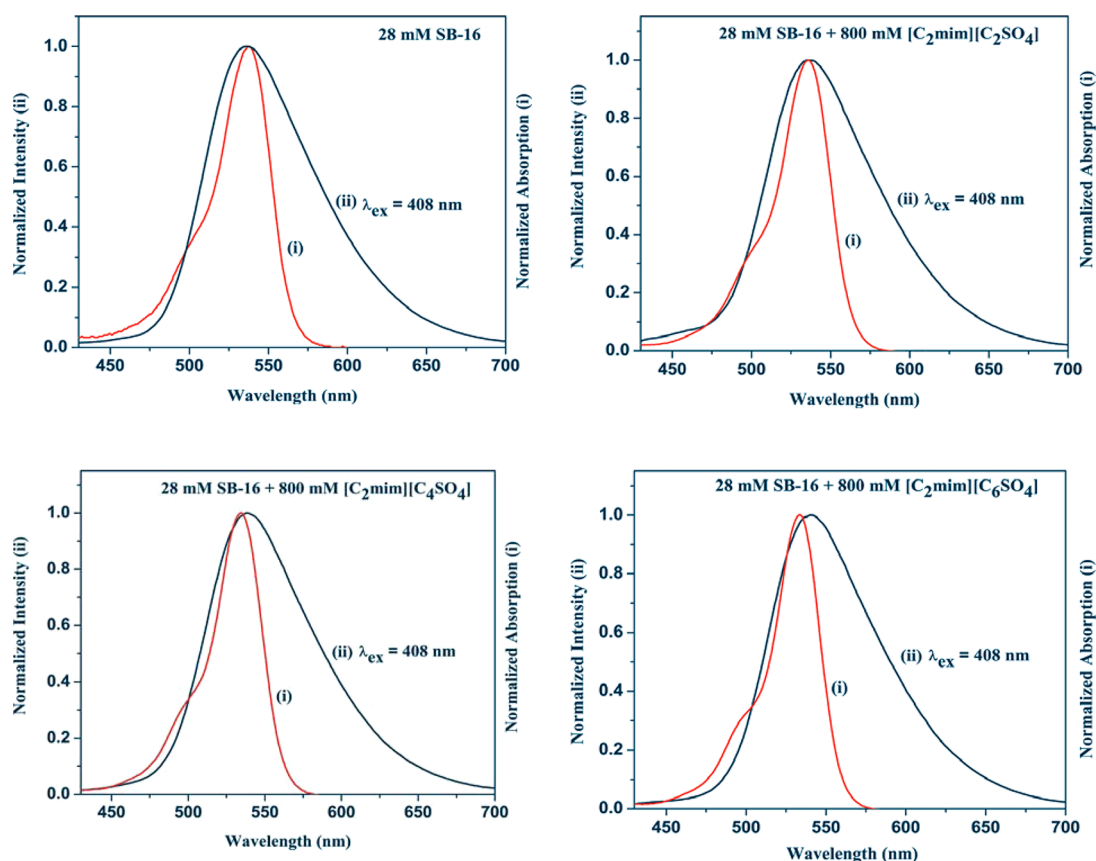 28 mM SB-16
Normalized Intensity (ii)
1.0
0.8
0.6
0.4
0.2
0.0
(ii) λex = 408 nm
(i)
450 500 550 600 650 700
Wavelength (nm)
Normalized Absorption (i)
28 mM SB-16 + 800 mM [C2mim][C2SO4]
Normalized Intensity (ii)
1.0
0.8
0.6
0.4
0.2
0.0
(ii) λex = 408 nm
(i)
450 500 550 600 650 700
Wavelength (nm)
Normalized Absorption (i)
28 mM SB-16 + 800 mM [C2mim][C4SO4]
Normalized Intensity (ii)
1.0
0.8
0.6
0.4
0.2
0.0
(ii) λex = 408 nm
(i)
450 500 550 600 650 700
Wavelength (nm)
Normalized Absorption (i)
28 mM SB-16 + 800 mM [C2mim][C6SO4]
Normalized Intensity (ii)
1.0
0.8
0.6
0.4
0.2
0.0
(ii) λex = 408 nm
(i)
450 500 550 600 650 700
Wavelength (nm)
Normalized Absorption (i)